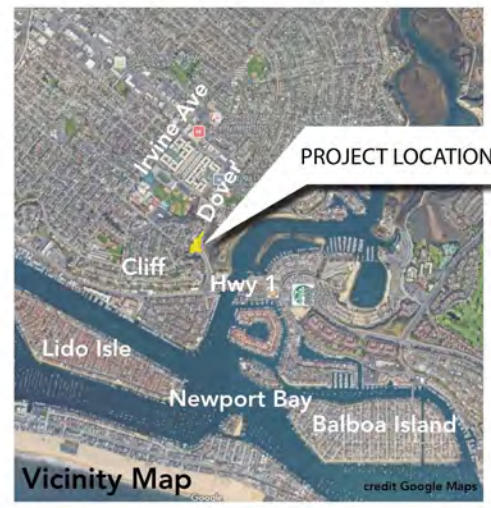 Irvine Ave
Dover
PROJECT LOCATION
Cliff
Hwy 1
Lido Isle
Newport Bay
Balboa Island
Vicinity Map
Google
credit Google Maps